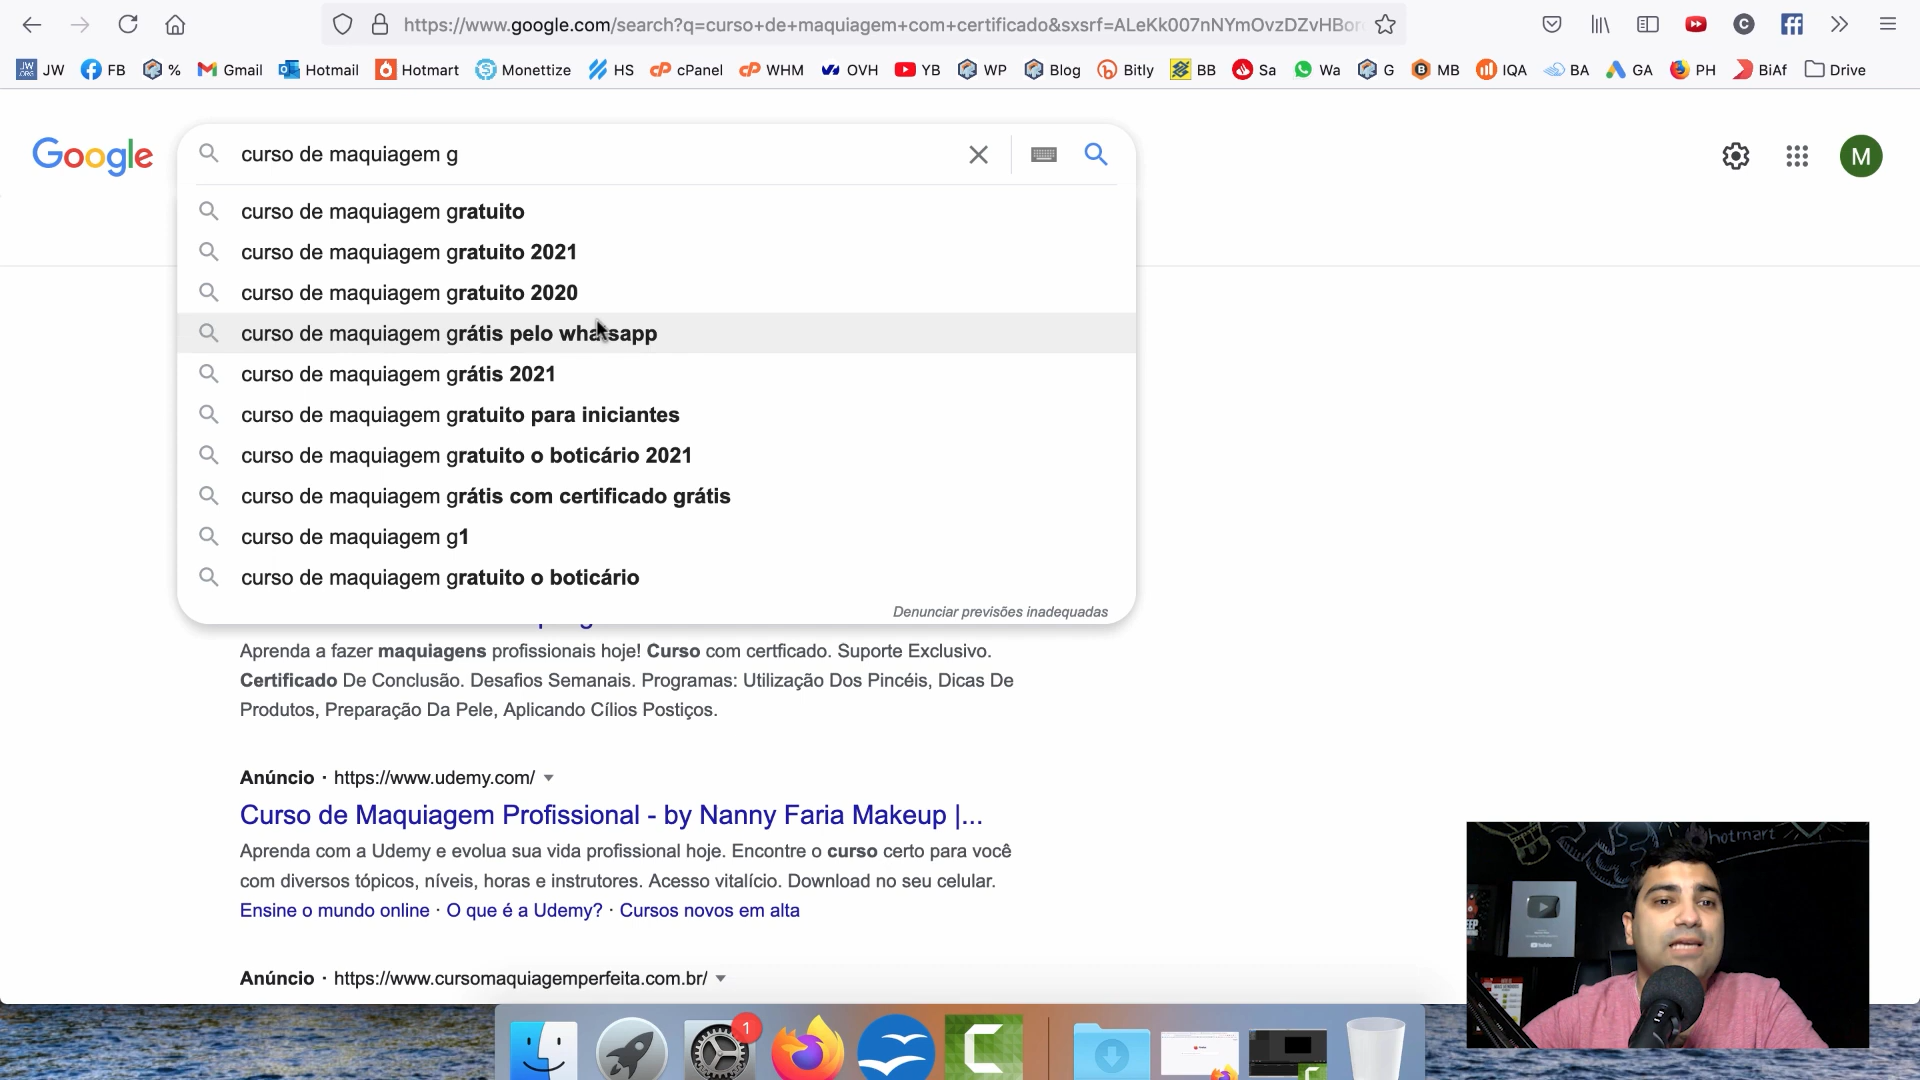 https://www.google.com/search?q=curso+de+maquiagem+com+certificado&sxsrf=ALeKk007nNYmOvzDZvHBor
JW FB % Gmail Hotmail Hotmart Monettize HS cPanel WHM OVH YB WP Blog Bitly BB Sa Wa G MB IQA BA GA PH BiAf Drive
Google
curso de maquiagem g
M
curso de maquiagem gratuito
curso de maquiagem gratuito 2021
curso de maquiagem gratuito 2020
curso de maquiagem grátis pelo whatsapp
curso de maquiagem grátis 2021
curso de maquiagem gratuito para iniciantes
curso de maquiagem gratuito o boticário 2021
curso de maquiagem grátis com certificado grátis
curso de maquiagem g1
curso de maquiagem gratuito o boticário
Denunciar previsões inadequadas
Aprenda a fazer maquiagens profissionais hoje! Curso com certficado. Suporte Exclusivo.
Certificado De Conclusão. Desafios Semanais. Programas: Utilização Dos Pincéis, Dicas De
Produtos, Preparação Da Pele, Aplicando Cílios Postiços.
Anúncio · https://www.udemy.com/
Curso de Maquiagem Profissional - by Nanny Faria Makeup |...
Aprenda com a Udemy e evolua sua vida profissional hoje. Encontre o curso certo para você
com diversos tópicos, níveis, horas e instrutores. Acesso vitalício. Download no seu celular.
Ensine o mundo online · O que é a Udemy? · Cursos novos em alta
Anúncio · https://www.cursomaquiagemperfeita.com.br/
hotmart
YouTube
1